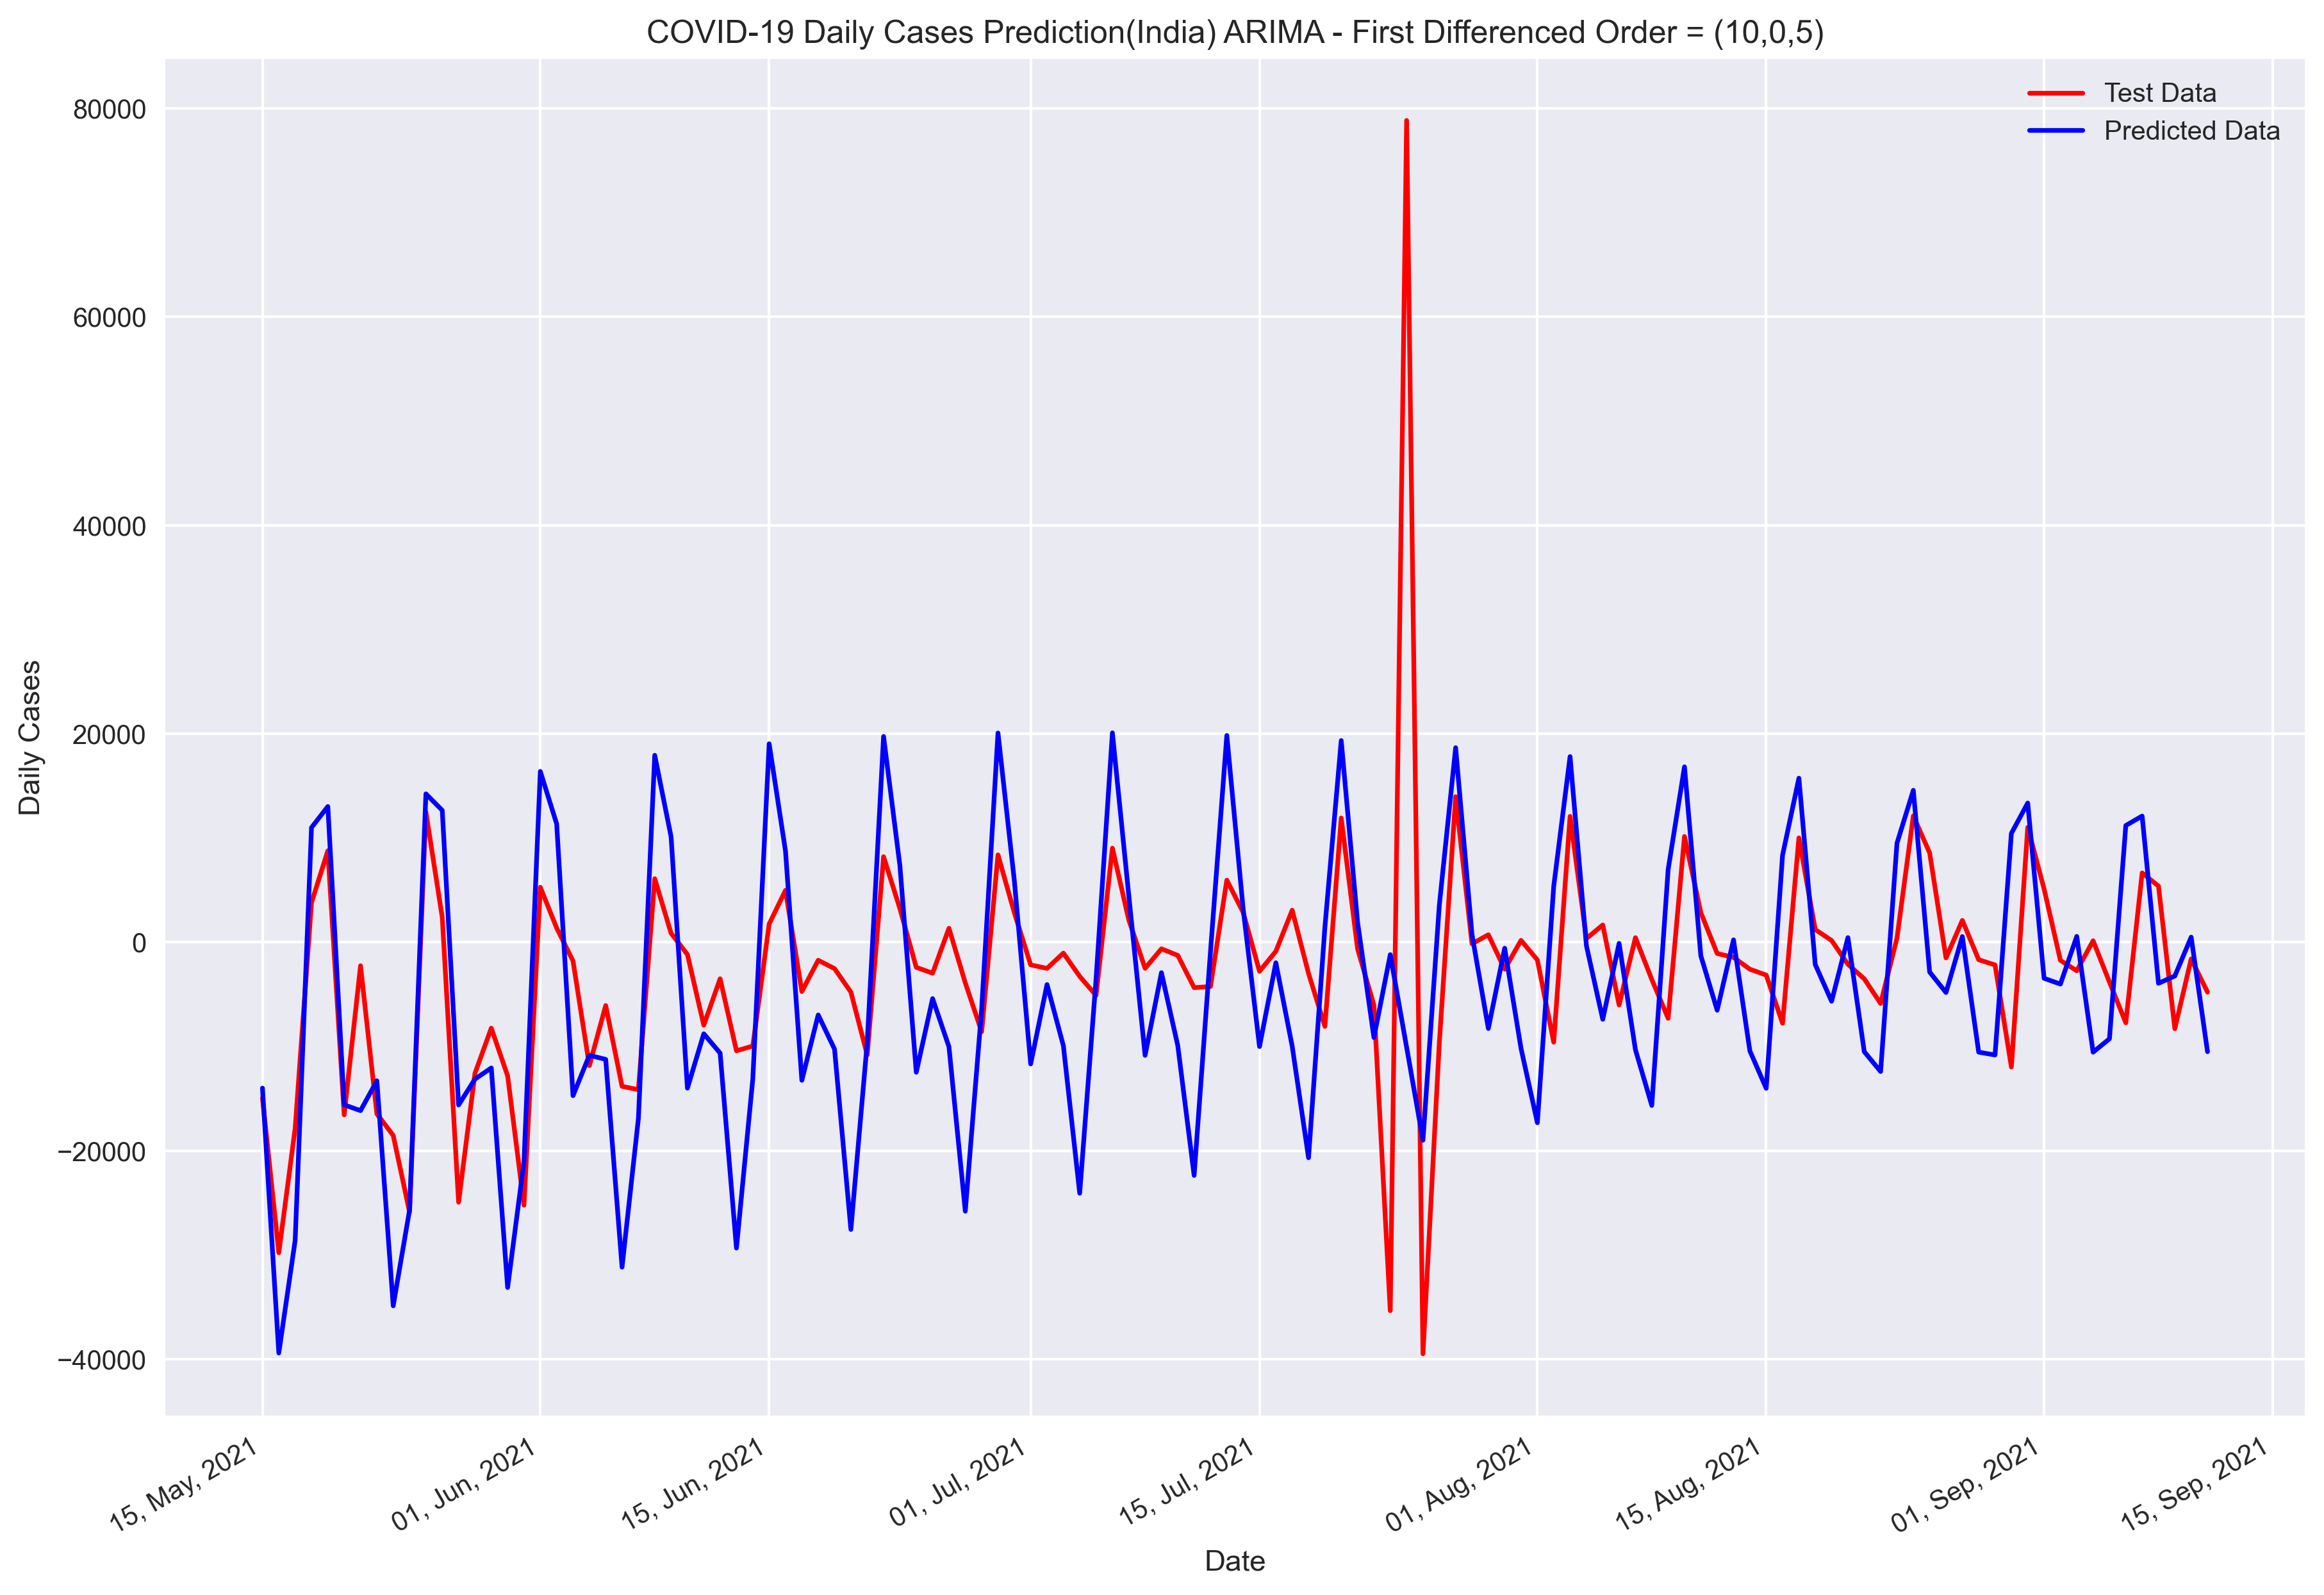 COVID-19 Daily Cases Prediction(India) ARIMA - First Differenced Order = (10,0,5)
Test Data
Predicted Data
80000
60000
40000
20000
0
−20000
−40000
Daily Cases
15, May, 2021
01, Jun, 2021
15, Jun, 2021
01, Jul, 2021
15, Jul, 2021
01, Aug, 2021
15, Aug, 2021
01, Sep, 2021
15, Sep, 2021
Date